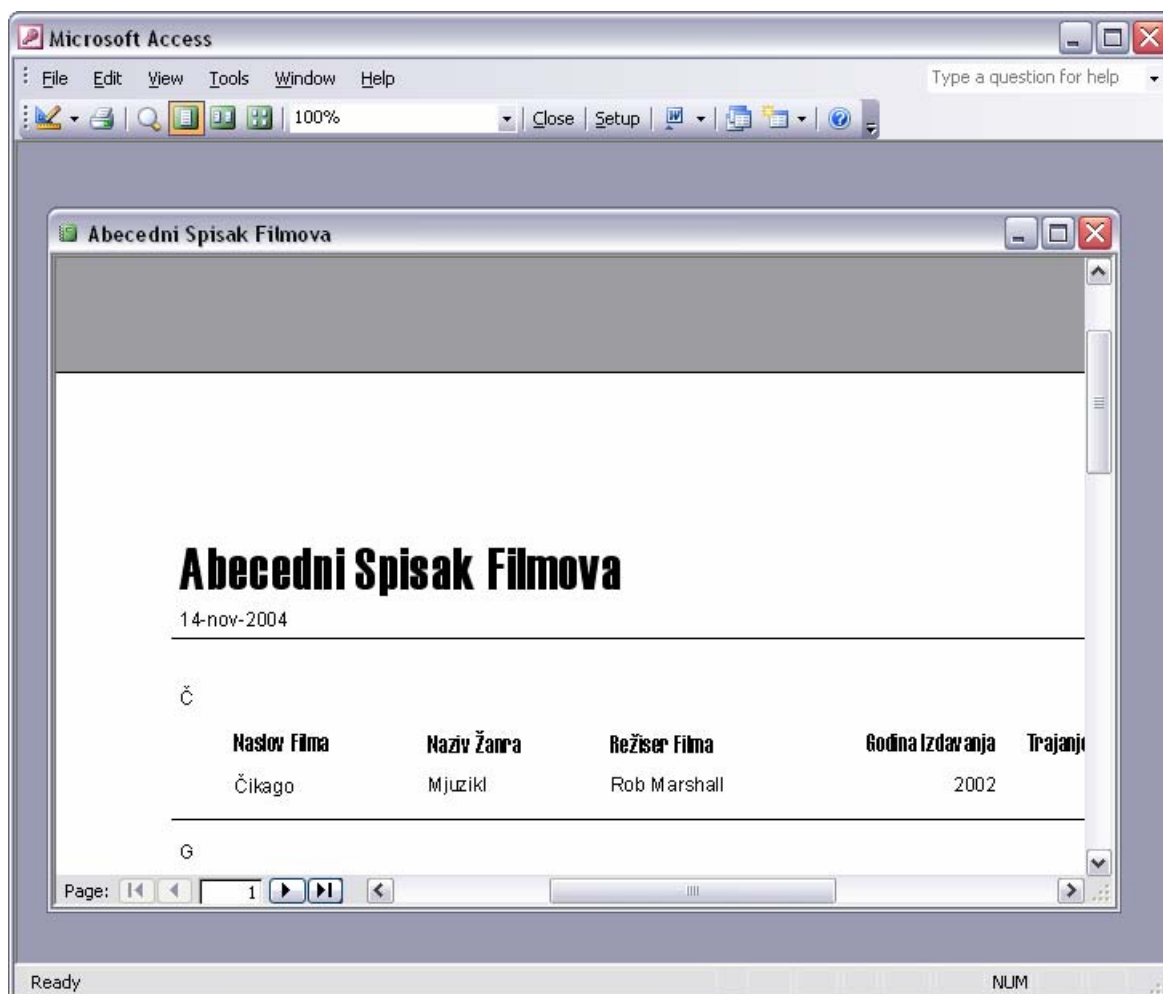 Microsoft Access
File Edit View Tools Window Help Type a question for help
100% Close Setup
Abecedni Spisak Filmova
Abecedni Spisak Filmova
14-nov-2004
Č
Naslov Filma Naziv Žanra Režiser Filma Godina Izdavanja Trajanje
Čikago Mjuzikl Rob Marshall 2002
G
Page: 1
Ready NUM